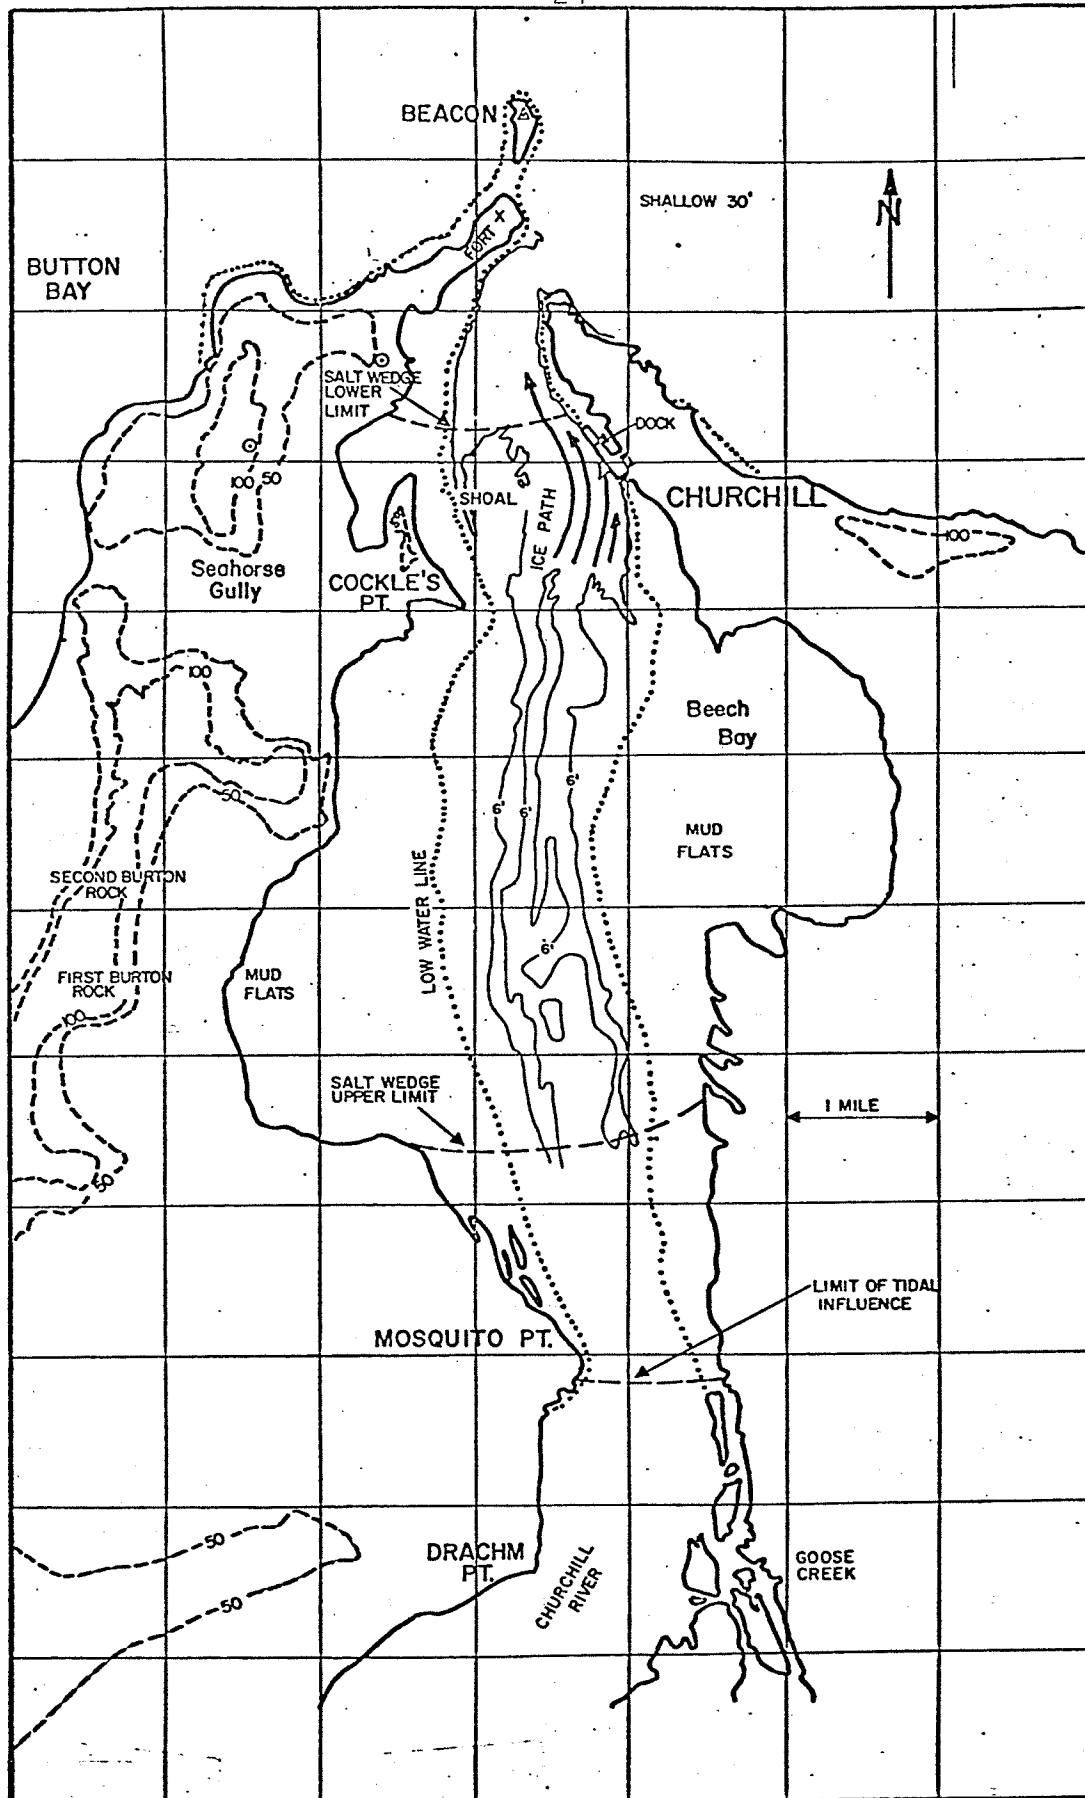 BEACON
SHALLOW 30'
N
FORT X
BUTTON
BAY
SALT WEDGE
LOWER
LIMIT
DOCK
100
50
SHOAL
ICE PATH
CHURCHILL
100
Seahorse
Gully
COCKLE'S
PT.
100
Beech
Bay
50
6'
6'
6'
MUD
FLATS
LOW WATER LINE
SECOND BURTON
ROCK
6'
FIRST BURTON
ROCK
MUD
FLATS
100
SALT WEDGE
UPPER LIMIT
1 MILE
50
LIMIT OF TIDAL
INFLUENCE
MOSQUITO PT.
50
DRACHM
PT.
CHURCHILL
RIVER
GOOSE
CREEK
50